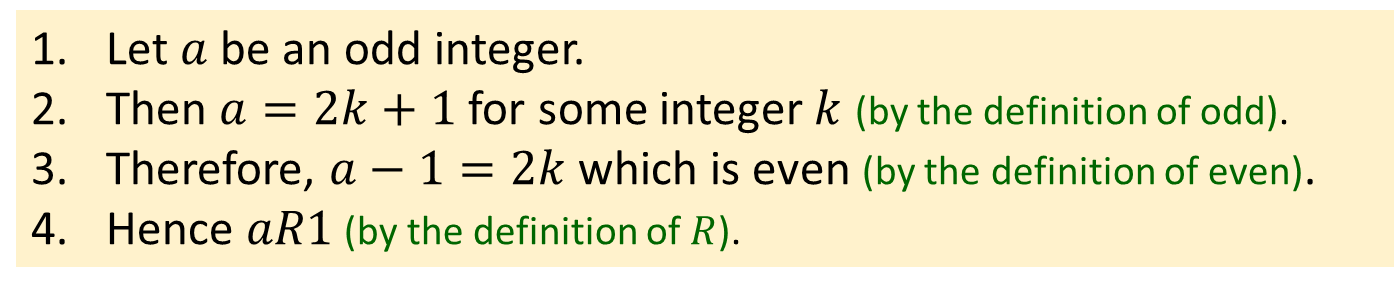 1. Let a be an odd integer.
2. Then a = 2k + 1 for some integer k (by the definition of odd).
3. Therefore, a − 1 = 2k which is even (by the definition of even).
4. Hence aR1 (by the definition of R).